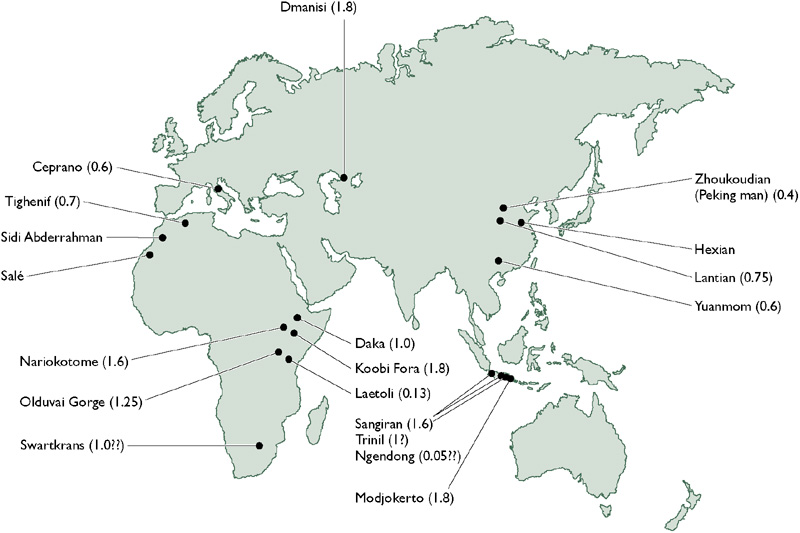 Dmanisi (1.8)
Ceprano (0.6)
Tighenif (0.7)
Sidi Abderrahman
Salé
Zhoukoudian
(Peking man) (0.4)
Hexian
Lantian (0.75)
Yuanmom (0.6)
Nariokotome (1.6)
Olduvai Gorge (1.25)
Swartkrans (1.0??)
Daka (1.0)
Koobi Fora (1.8)
Laetoli (0.13)
Sangiran (1.6)
Trinil (1?)
Ngendong (0.05??)
Modjokerto (1.8)